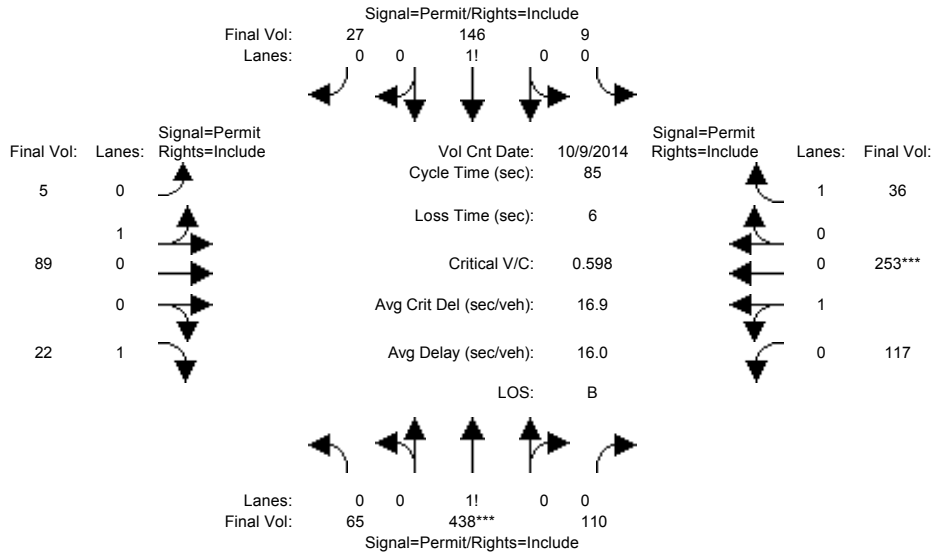 Signal=Permit/Rights=Include
Final Vol: 27 146 9
Lanes: 0 0 1! 0 0
Signal=Permit Signal=Permit
Final Vol: Lanes: Rights=Include Vol Cnt Date: 10/9/2014 Rights=Include Lanes: Final Vol:
Cycle Time (sec): 85
5 0 1 36
Loss Time (sec): 6
1 0
89 0 Critical V/C: 0.598 0 253***
0 Avg Crit Del (sec/veh): 16.9 1
22 1 Avg Delay (sec/veh): 16.0 0 117
LOS: B
Lanes: 0 0 1! 0 0
Final Vol: 65 438*** 110
Signal=Permit/Rights=Include